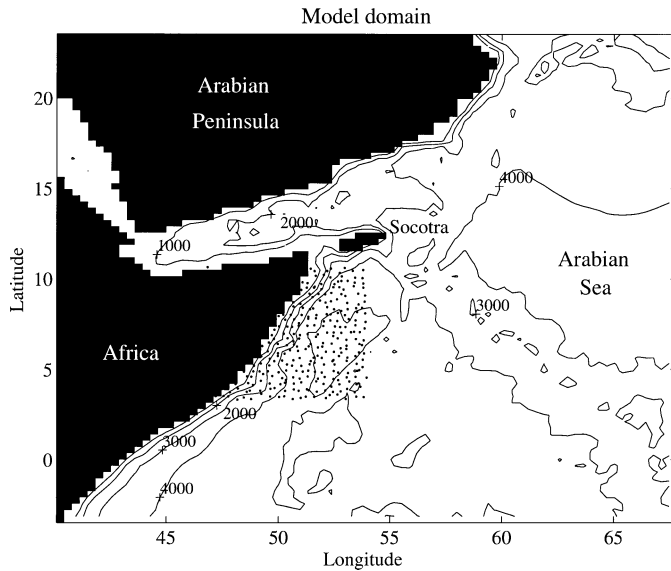 Model domain
Arabian
Peninsula
20
15
10
5
0
Latitude
4000
2000
Socotra
1000
Arabian
Sea
3000
Africa
2000
3000
4000
45
50
55
60
65
Longitude